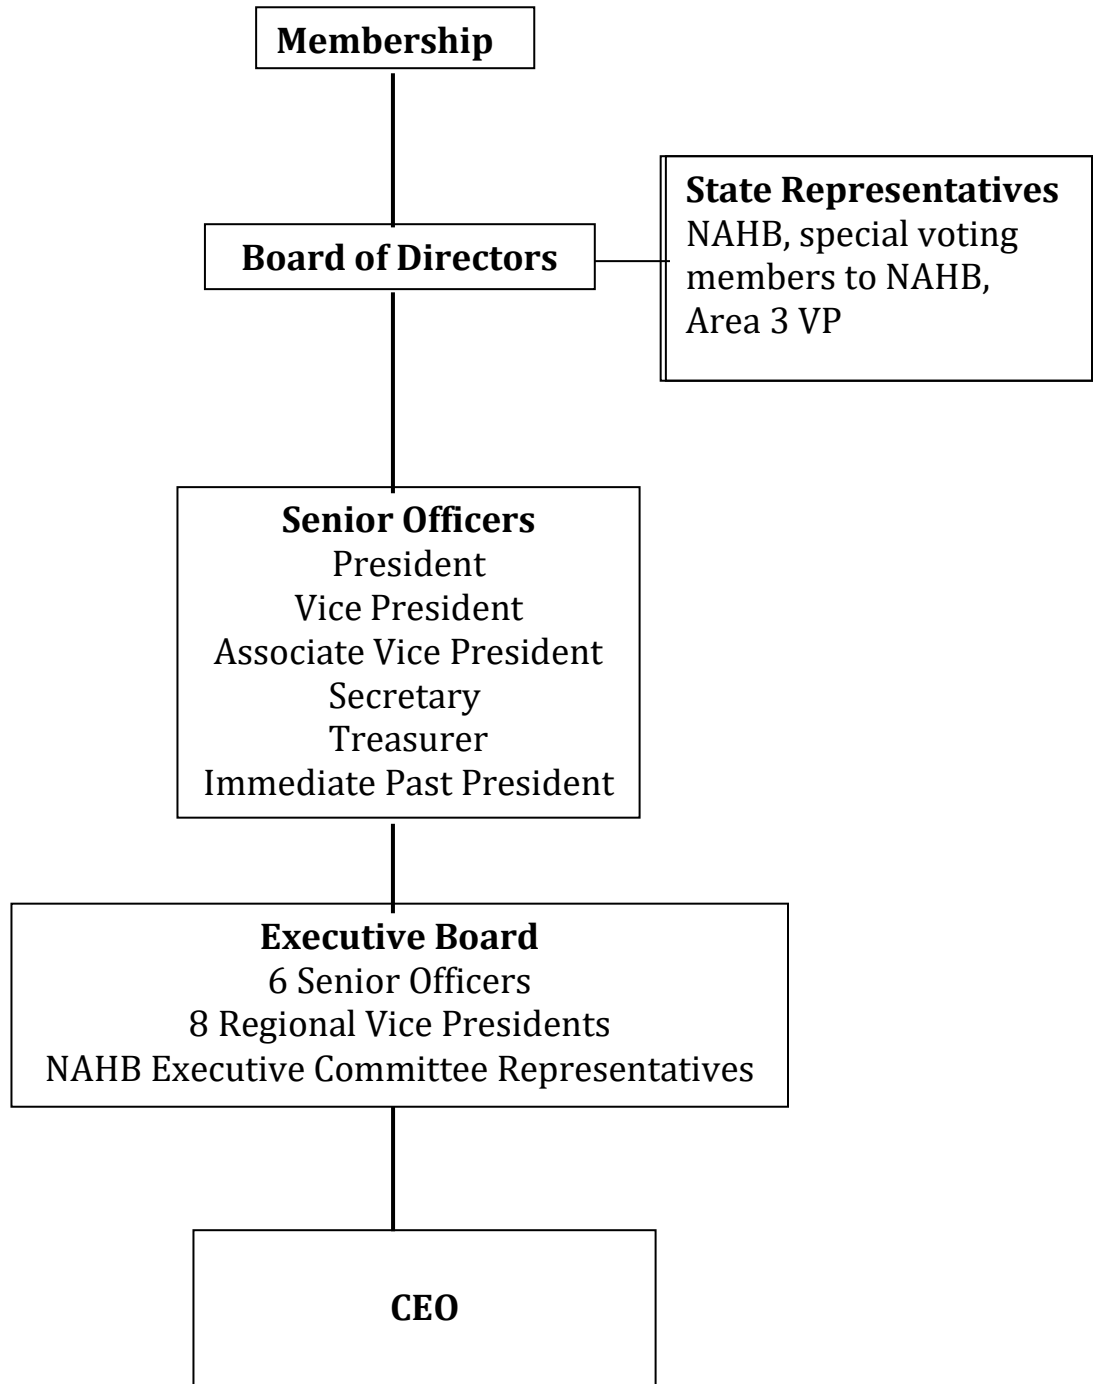 Membership
State Representatives
NAHB, special voting
members to NAHB,
Area 3 VP
Board of Directors
Senior Officers
President
Vice President
Associate Vice President
Secretary
Treasurer
Immediate Past President
Executive Board
6 Senior Officers
8 Regional Vice Presidents
NAHB Executive Committee Representatives
CEO